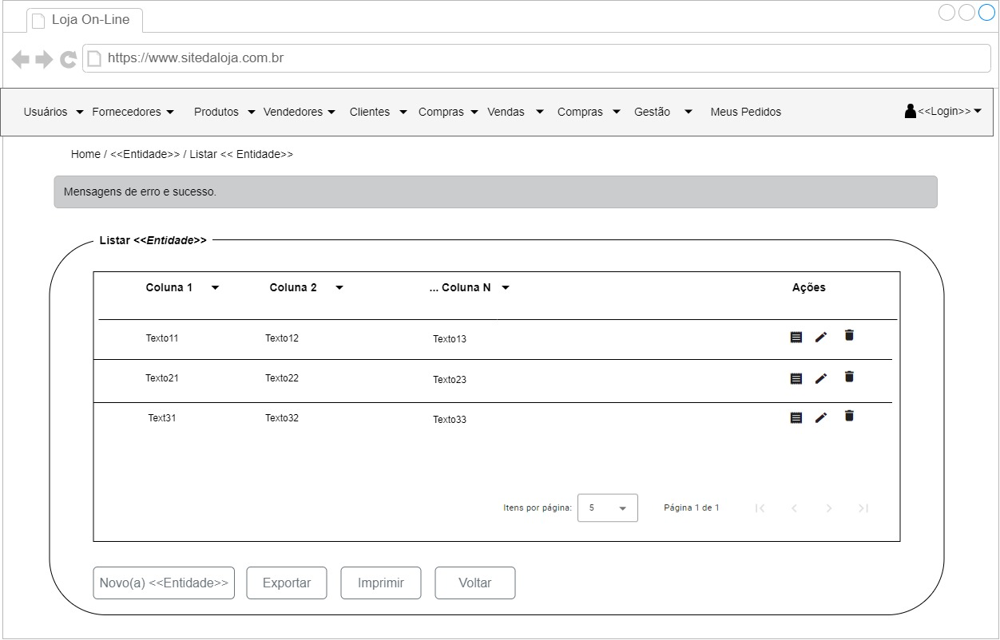 Loja On-Line
https://www.sitedaloja.com.br
Usuários Fornecedores Produtos Vendedores Clientes Compras Vendas Compras Gestão Meus Pedidos <<Login>>
Home / <<Entidade>> / Listar << Entidade>>
Mensagens de erro e sucesso.
Listar <<Entidade>>
Coluna 1 Coluna 2 ... Coluna N Ações
Texto11 Texto12 Texto13
Texto21 Texto22 Texto23
Text31 Texto32 Texto33
Itens por página: 5 Página 1 de 1
Novo(a) <<Entidade>> Exportar Imprimir Voltar